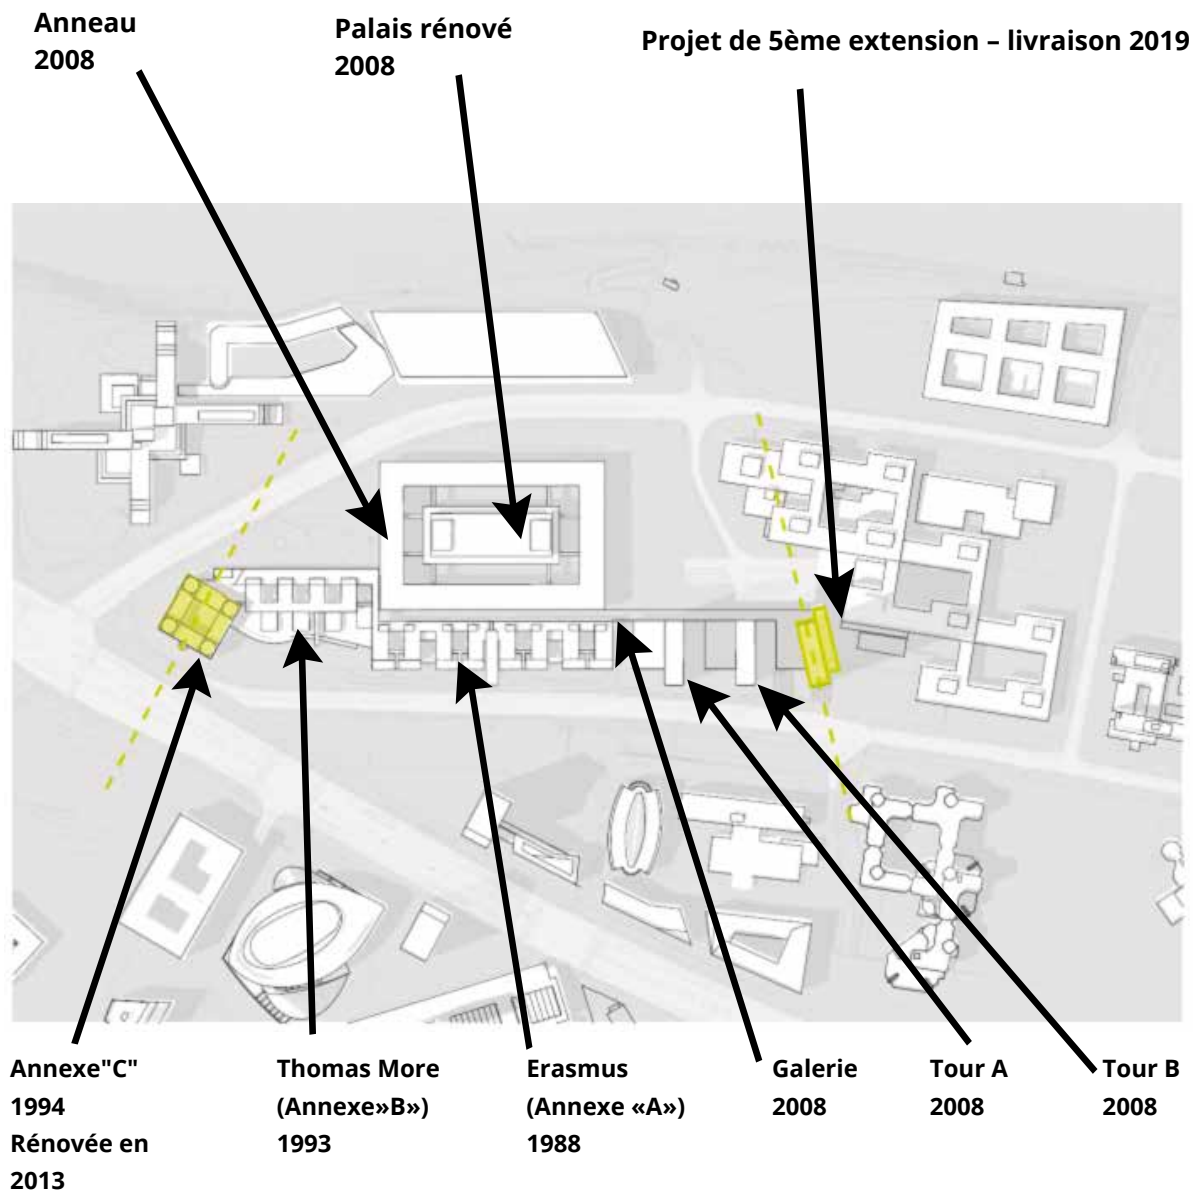 Anneau
2008
Palais rénové
2008
Projet de 5ème extension – livraison 2019
Annexe"C"
1994
Rénovée en
2013
Thomas More
(Annexe»B»)
1993
Erasmus
(Annexe «A»)
1988
Galerie
2008
Tour A
2008
Tour B
2008